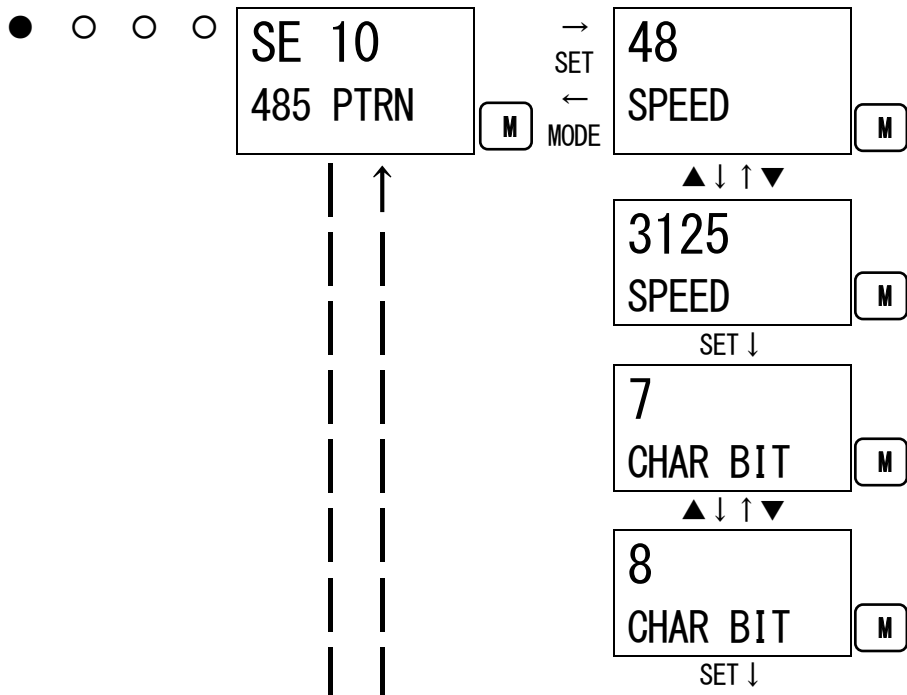 ● ○ ○ ○
SE 10
485 PTRN
M
→
SET
←
MODE
48
SPEED
M
▲↓↑▼
3125
SPEED
M
SET↓
7
CHAR BIT
M
▲↓↑▼
8
CHAR BIT
M
SET↓